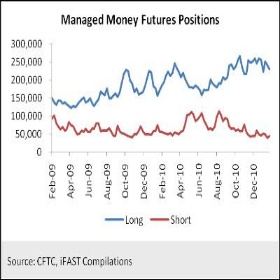 Managed Money Futures Positions
300,000
250,000
200,000
150,000
100,000
50,000
0
Feb-09
Apr-09
Jun-09
Aug-09
Oct-09
Dec-09
Feb-10
Apr-10
Jun-10
Aug-10
Oct-10
Dec-10
Long
Short
Source: CFTC, iFAST Compilations